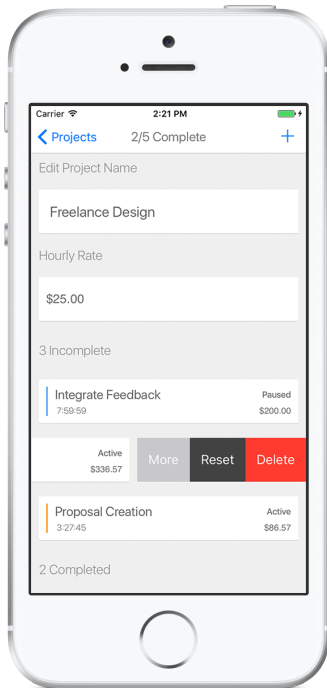 Carrier 2:21 PM
Projects 2/5 Complete +
Edit Project Name
Freelance Design
Hourly Rate
$25.00
3 Incomplete
Integrate Feedback Paused
7:59:59 $200.00
Active More Reset Delete
$336.57
Proposal Creation Active
3:27:45 $86.57
2 Completed